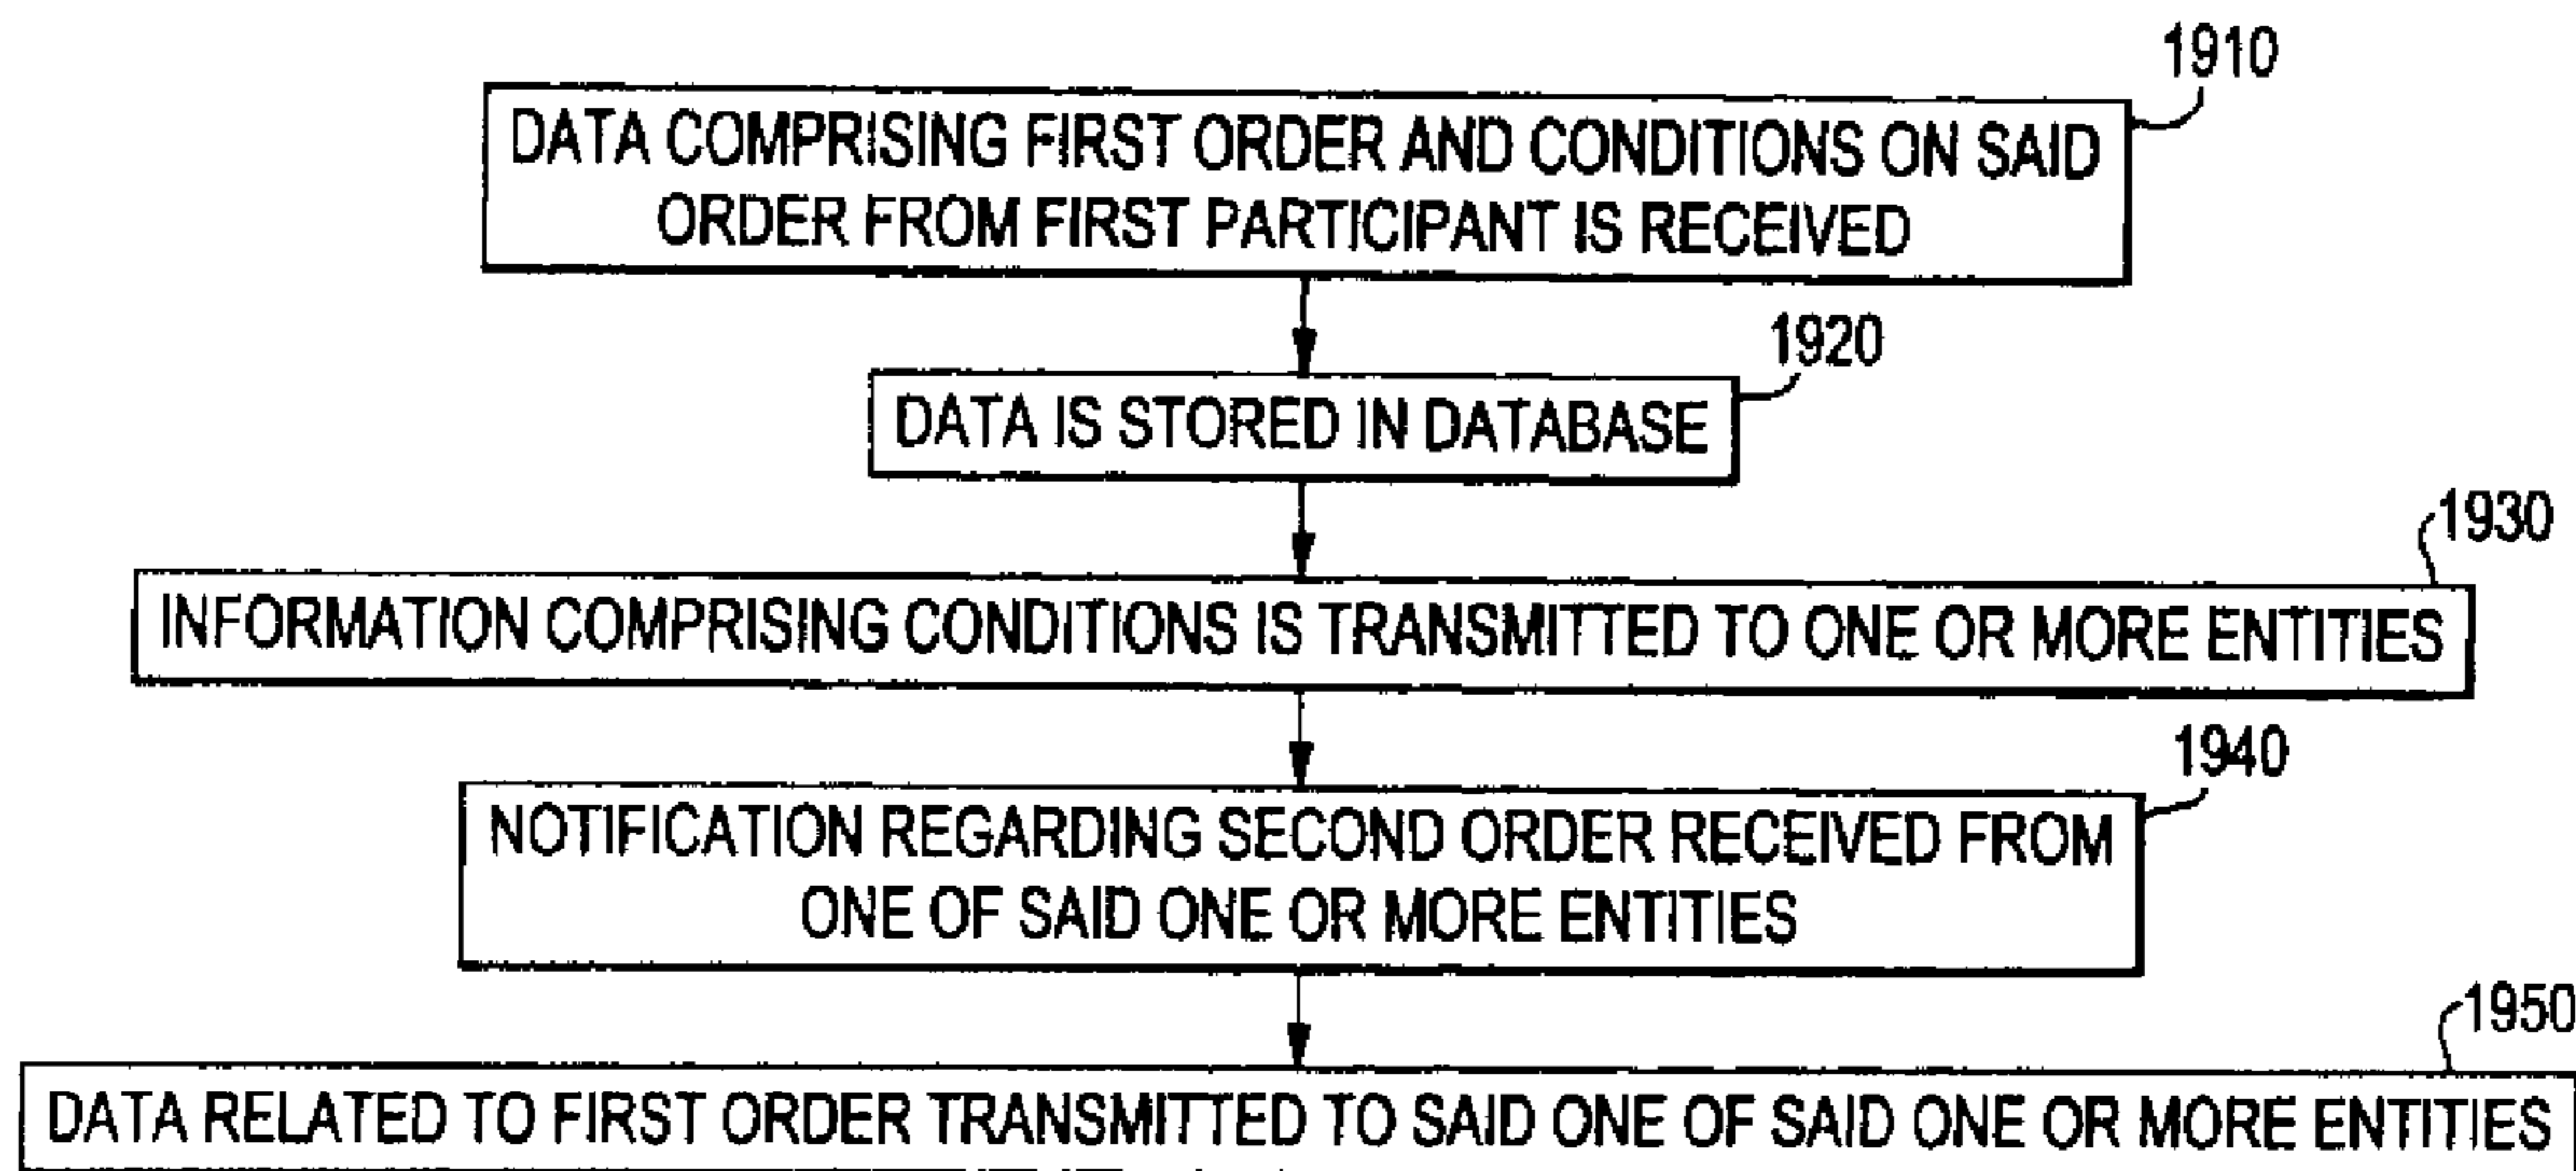 1910
DATA COMPRISING FIRST ORDER AND CONDITIONS ON SAID
ORDER FROM FIRST PARTICIPANT IS RECEIVED
1920
DATA IS STORED IN DATABASE
1930
INFORMATION COMPRISING CONDITIONS IS TRANSMITTED TO ONE OR MORE ENTITIES
1940
NOTIFICATION REGARDING SECOND ORDER RECEIVED FROM
ONE OF SAID ONE OR MORE ENTITIES
1950
DATA RELATED TO FIRST ORDER TRANSMITTED TO SAID ONE OF SAID ONE OR MORE ENTITIES